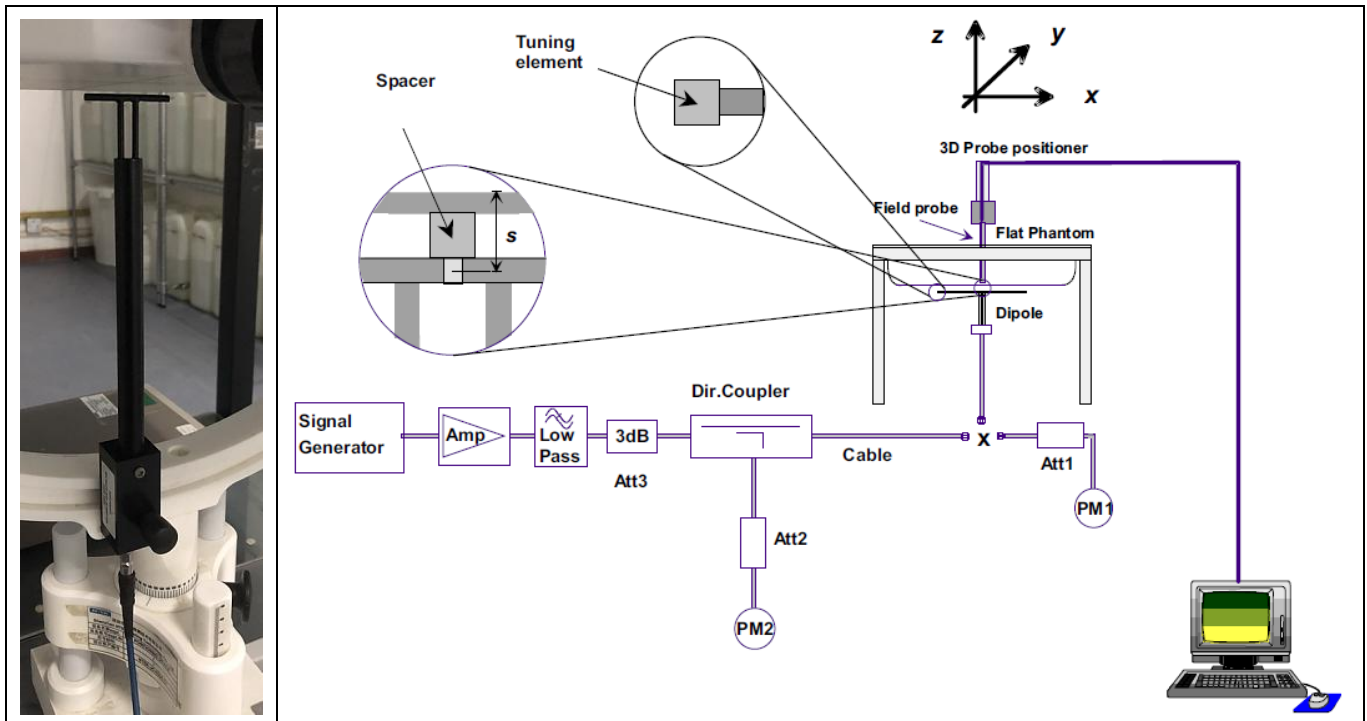 Tuning
element
Spacer
s
z
y
x
3D Probe positioner
Field probe
Flat Phantom
Dipole
Dir.Coupler
Signal
Generator
Amp
Low
Pass
3dB
Att3
Cable
x
Att1
PM1
Att2
PM2